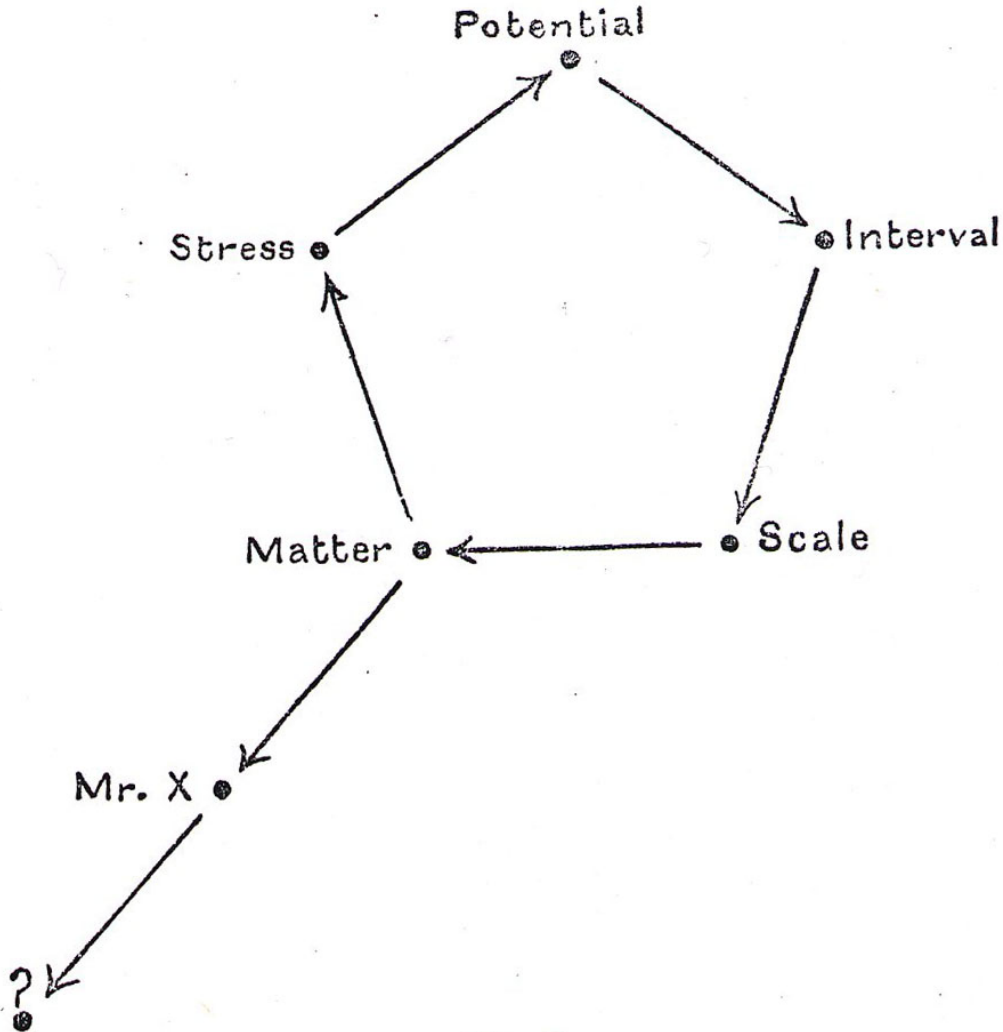 Potential
Stress
Interval
Matter
Scale
Mr. X
?